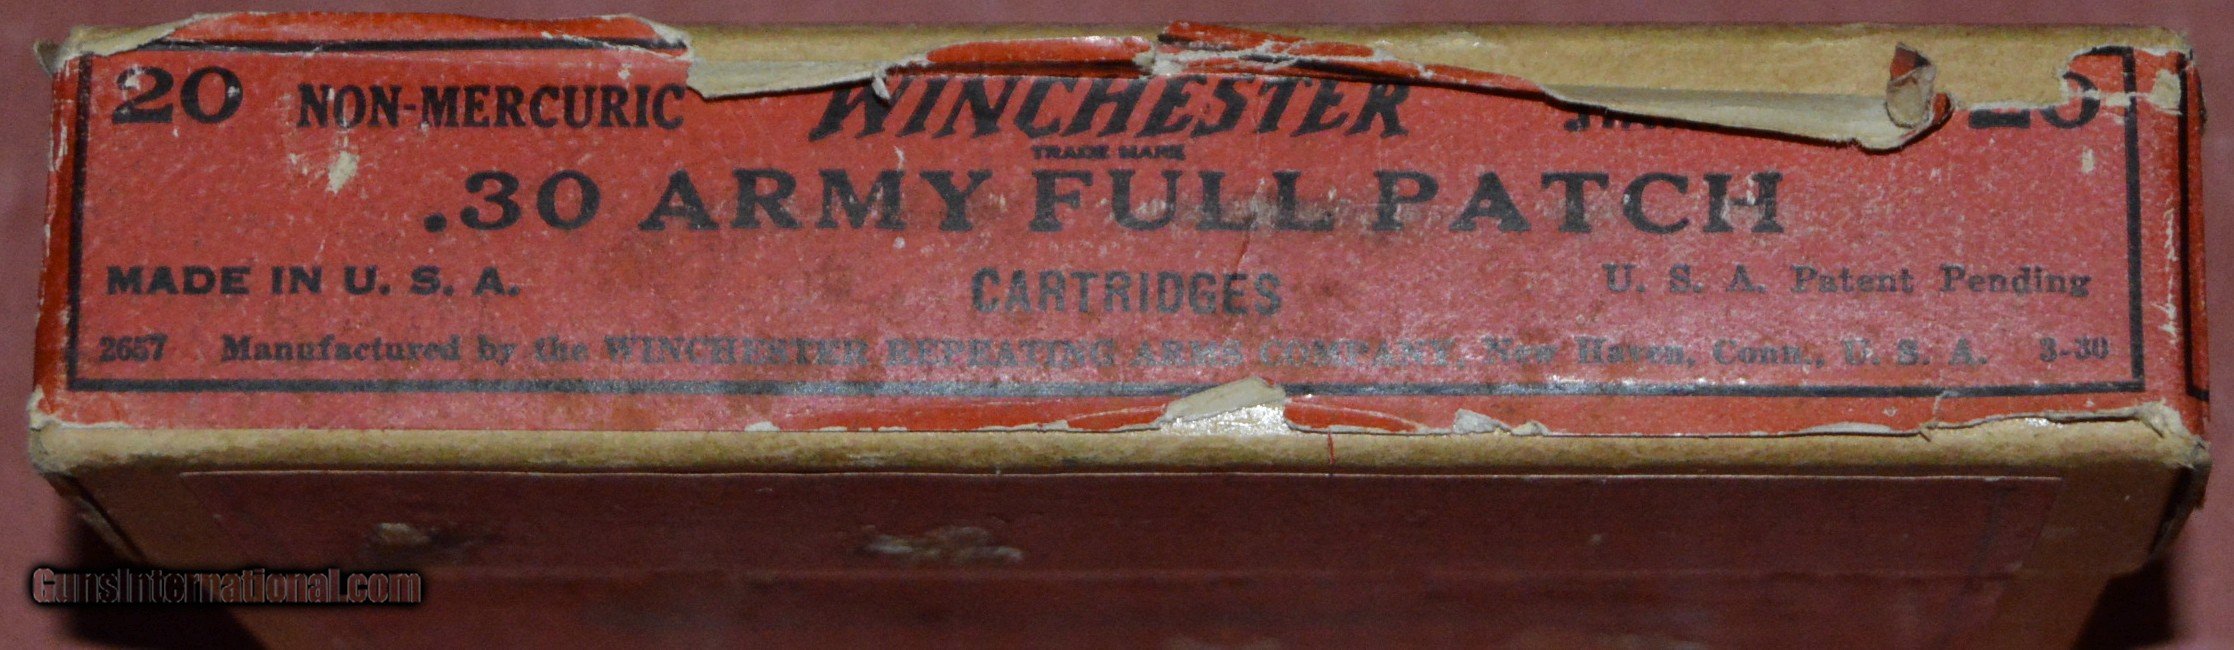 20 NON-MERCURIC WINCHESTER 20
TRADE MARK
.30 ARMY FULL PATCH
MADE IN U. S. A. CARTRIDGES U. S. A. Patent Pending
2657 Manufactured by the WINCHESTER REPEATING ARMS COMPANY, New Haven, Conn., U. S. A. 3-30
GunsInternational.com